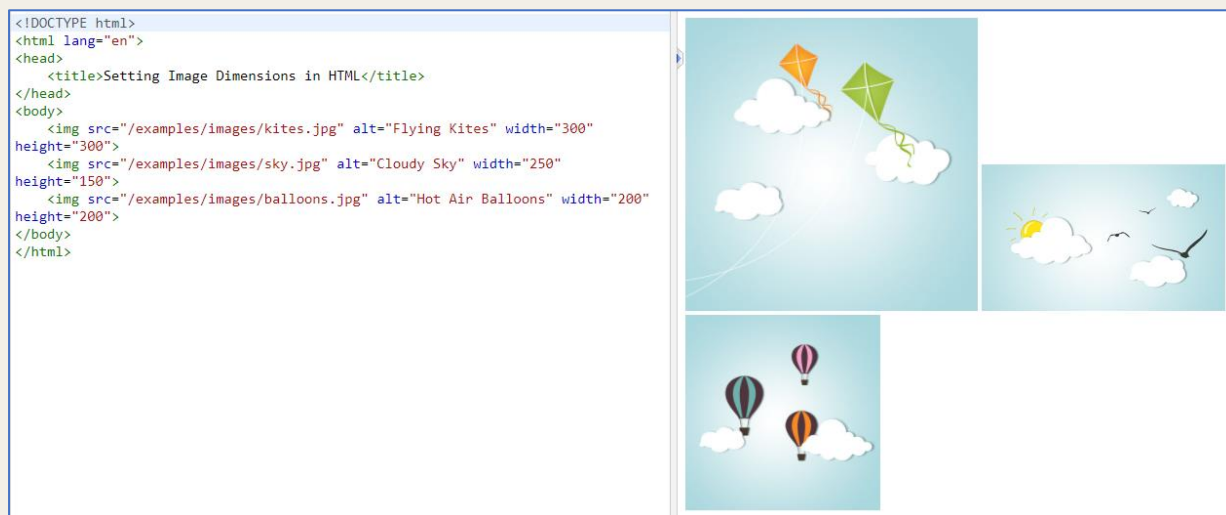 <!DOCTYPE html>
<html lang="en">
<head>
    <title>Setting Image Dimensions in HTML</title>
</head>
<body>
    <img src="/examples/images/kites.jpg" alt="Flying Kites" width="300"
height="300">
    <img src="/examples/images/sky.jpg" alt="Cloudy Sky" width="250"
height="150">
    <img src="/examples/images/balloons.jpg" alt="Hot Air Balloons" width="200"
height="200">
</body>
</html>